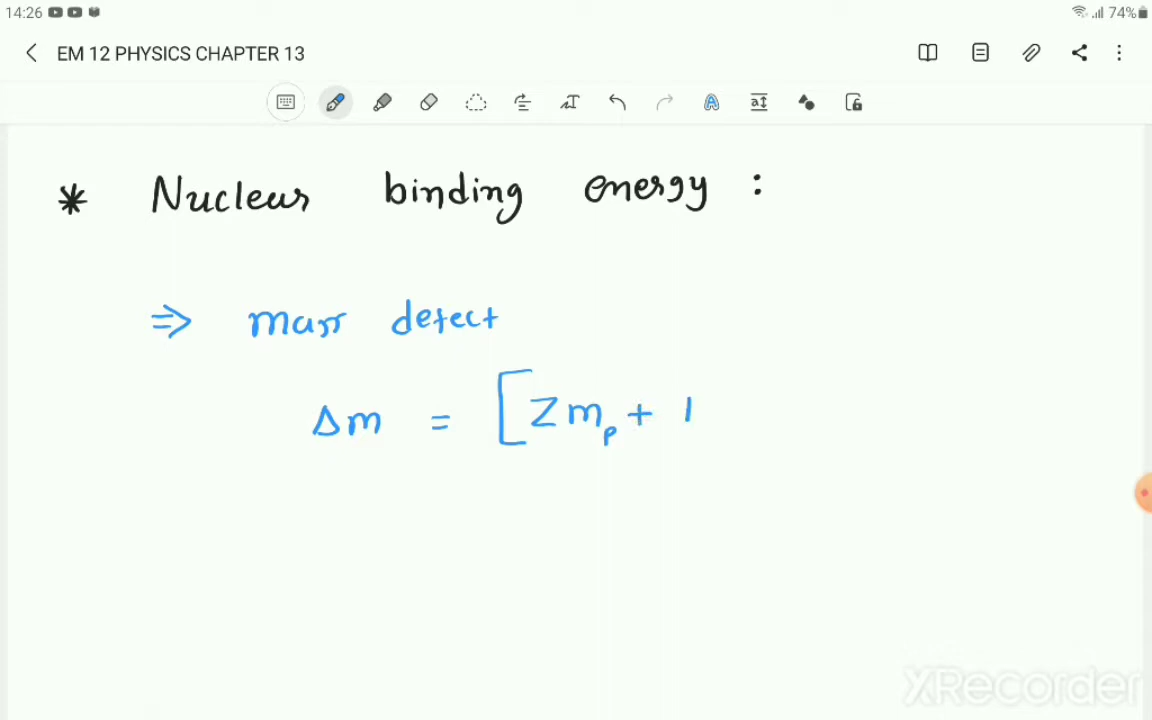 14:26 74%
EM 12 PHYSICS CHAPTER 13
* Nucleus binding energy :
⇒ mass defect
Δm = [Zm_p + 1
XRecorder